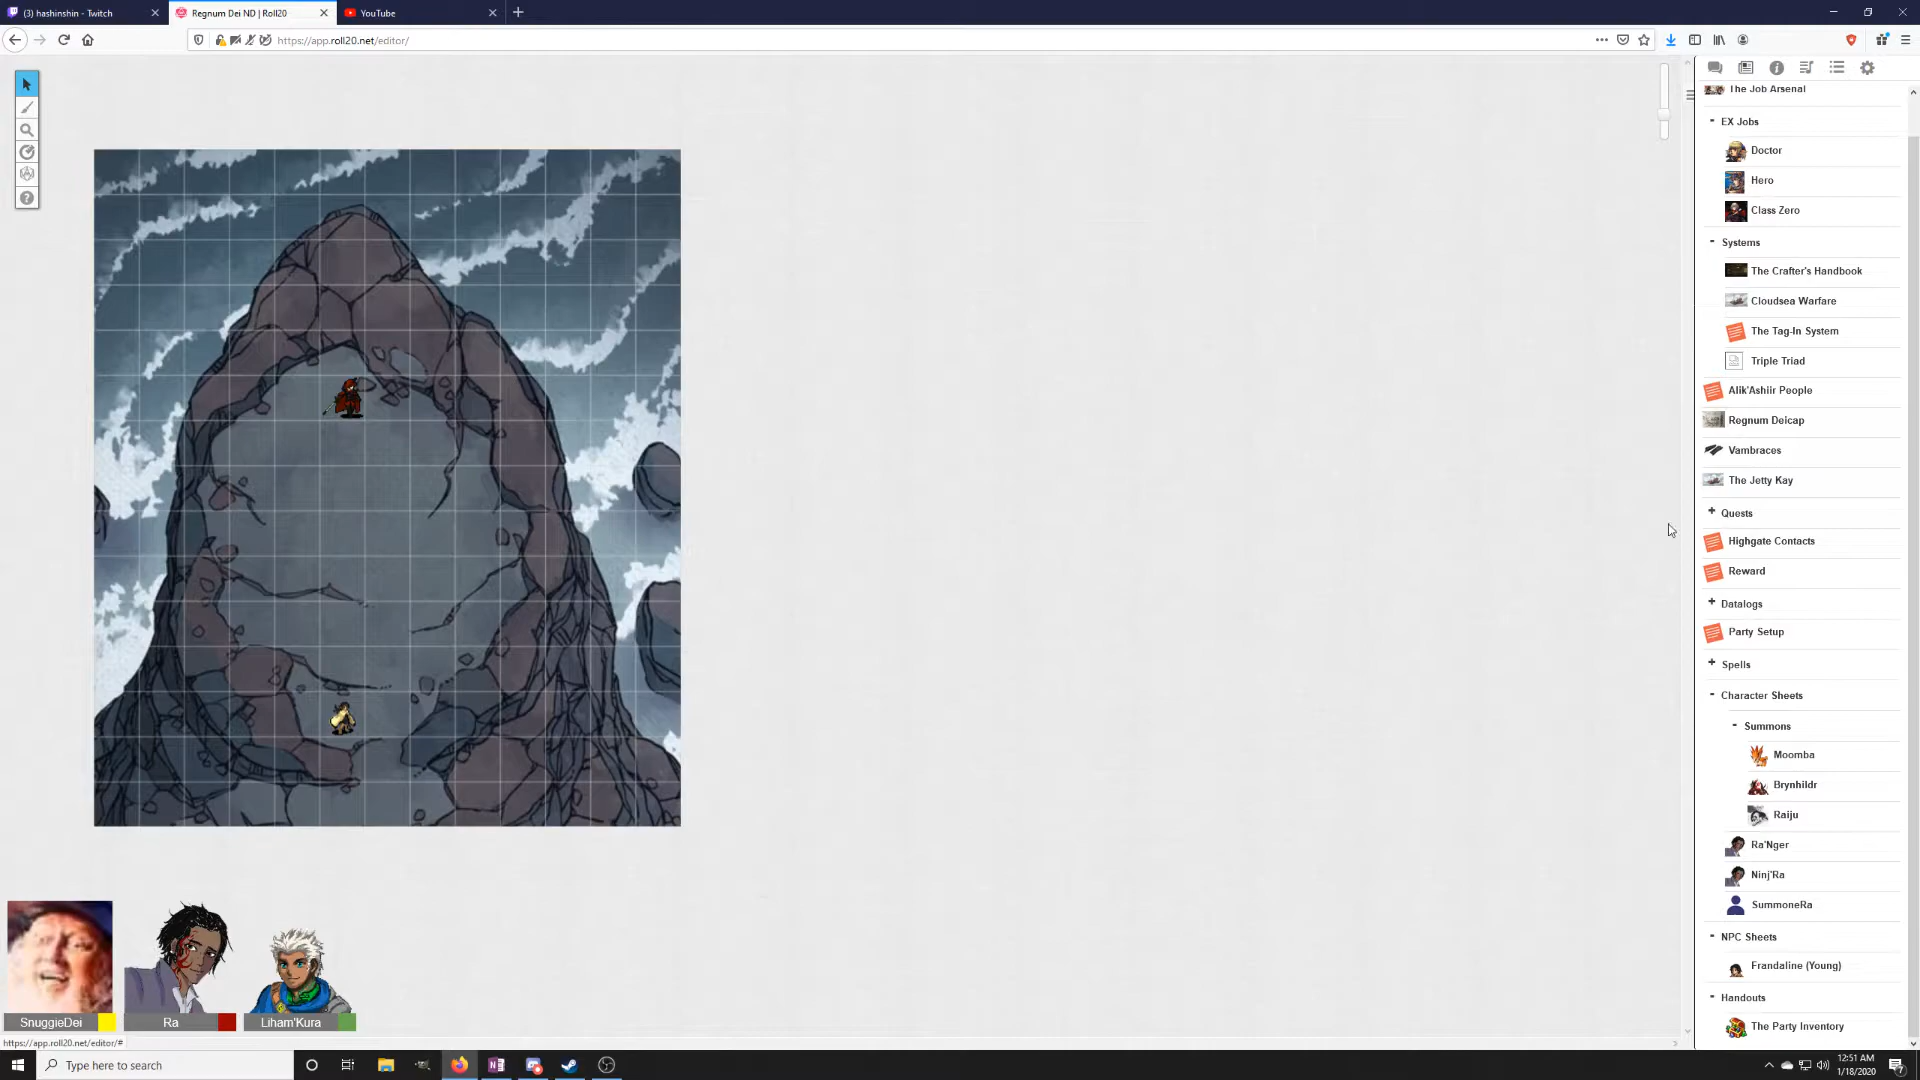 (3) hashinshin - Twitch
Regnum Dei ND | Roll20
YouTube
https://app.roll20.net/editor/
The Job Arsenal
EX Jobs
Doctor
Hero
Class Zero
Systems
The Crafter's Handbook
Cloudsea Warfare
The Tag-In System
Triple Triad
Alik'Ashiir People
Regnum Deicap
Vambraces
The Jetty Kay
Quests
Highgate Contacts
Reward
Datalogs
Party Setup
Spells
Character Sheets
Summons
Moomba
Brynhildr
Raiju
Ra'Nger
Ninj'Ra
SummoneRa
NPC Sheets
Frandaline (Young)
Handouts
The Party Inventory
SnuggieDei
Ra
Liham'Kura
https://app.roll20.net/editor/#
Type here to search
12:51 AM
1/18/2020